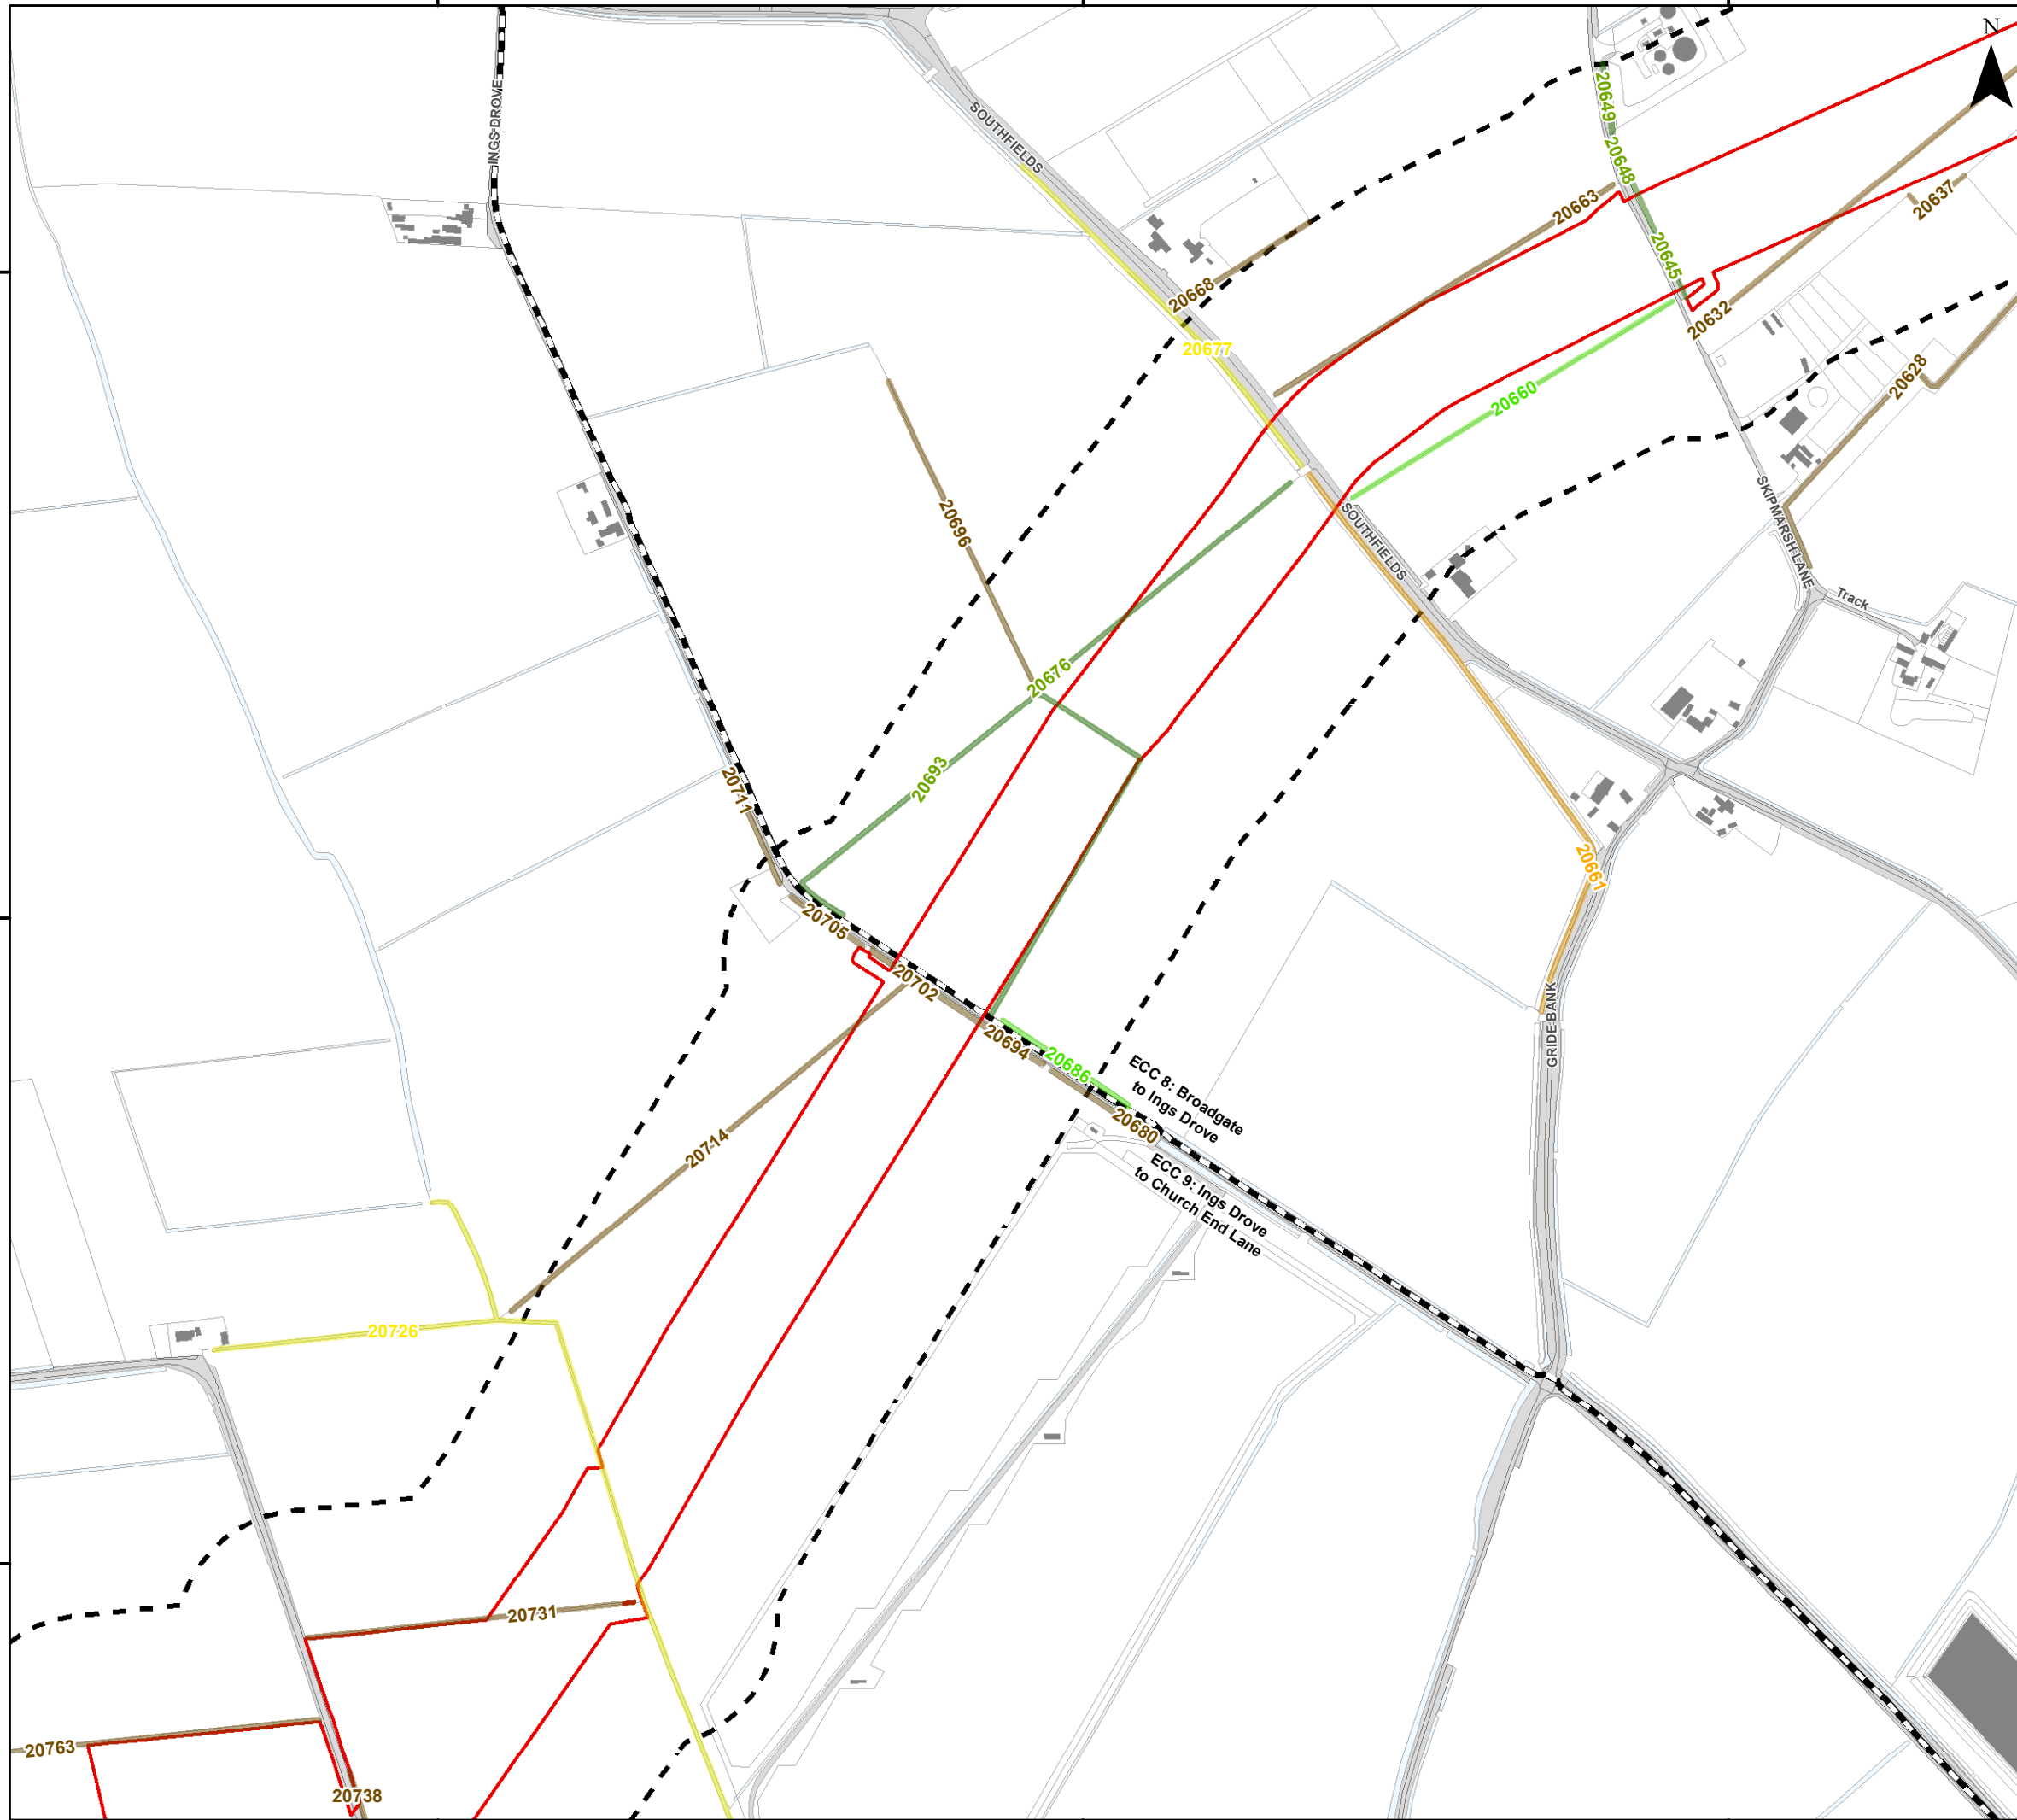 N
INGS DROVE
SOUTHFIELDS
20649
20648
20663
20637
20645
20668
20632
20677
20660
20628
20696
SOUTHFIELDS
SKIPMARSH LANE
Track
20676
20693
20711
20661
20705
20702
20694
20686
GRIDE BANK
ECC 8: Broadgate
to Ings Drove
20680
20714
ECC 9: Ings Drove
to Church End Lane
20726
20731
20763
20738